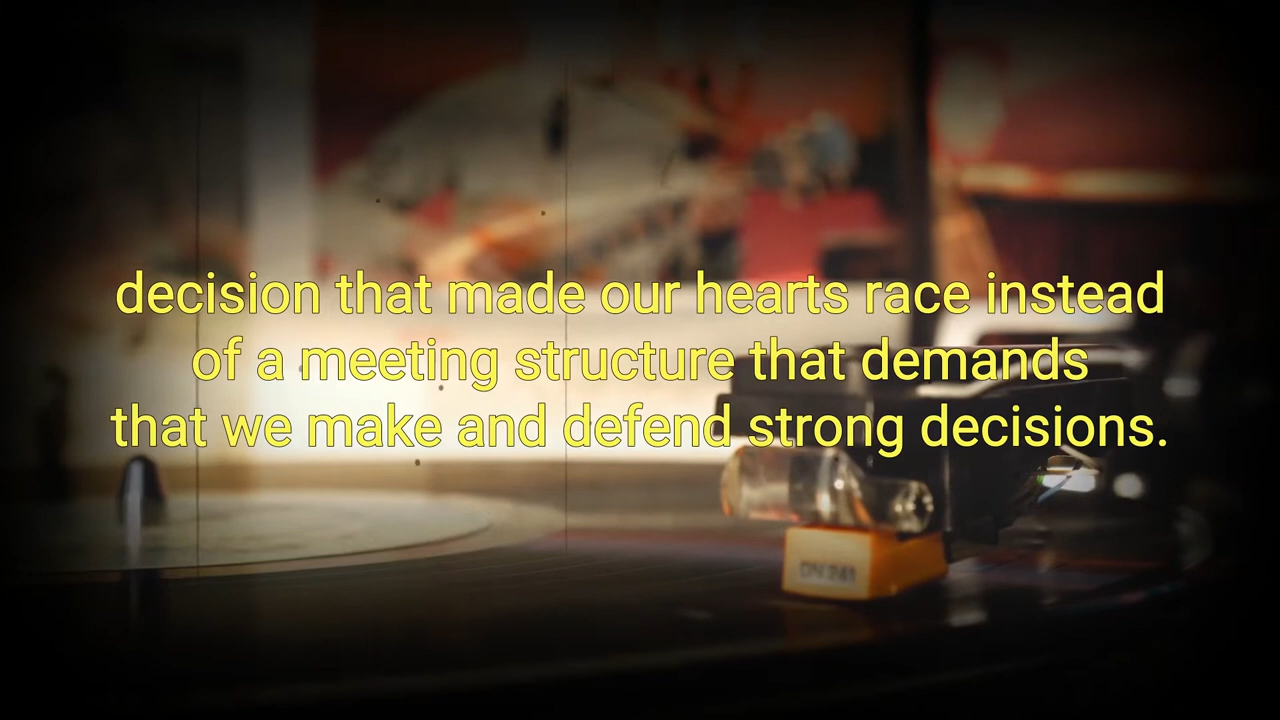 decision that made our hearts race instead
of a meeting structure that demands
that we make and defend strong decisions.